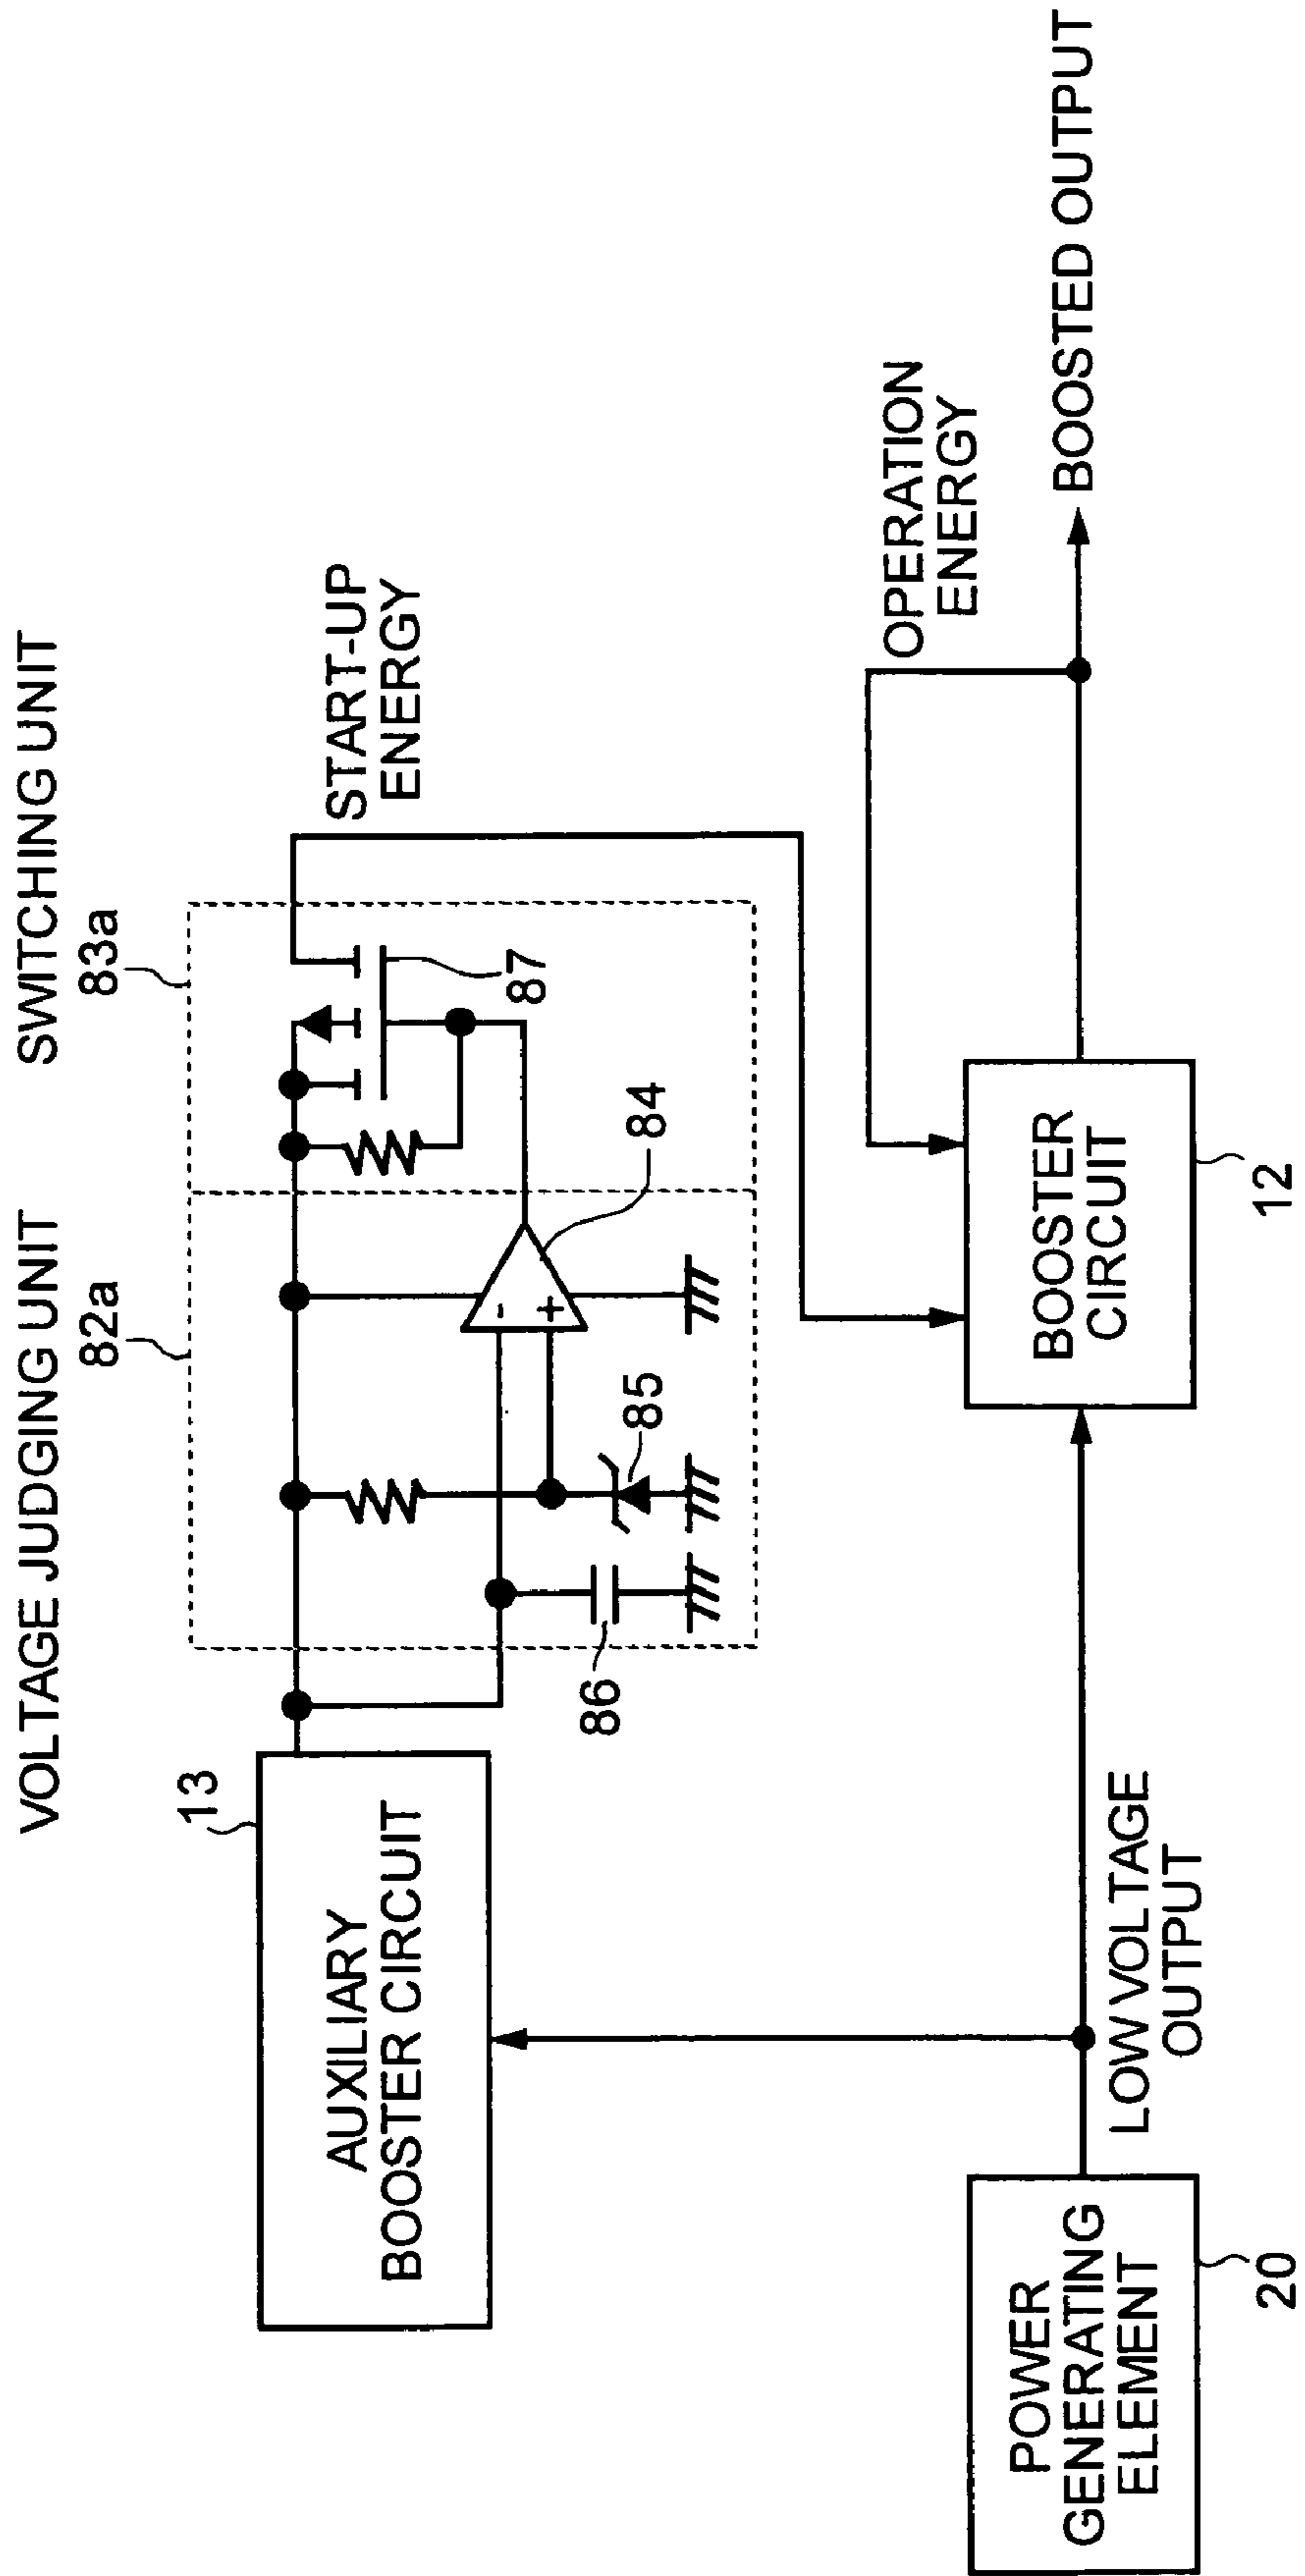 VOLTAGE JUDGING UNIT
SWITCHING UNIT
82a
83a
13
AUXILIARY
BOOSTER CIRCUIT
START-UP
ENERGY
87
84
-
+
85
86
OPERATION
ENERGY
POWER
GENERATING
ELEMENT
20
LOW VOLTAGE
OUTPUT
BOOSTER
CIRCUIT
12
BOOSTED OUTPUT